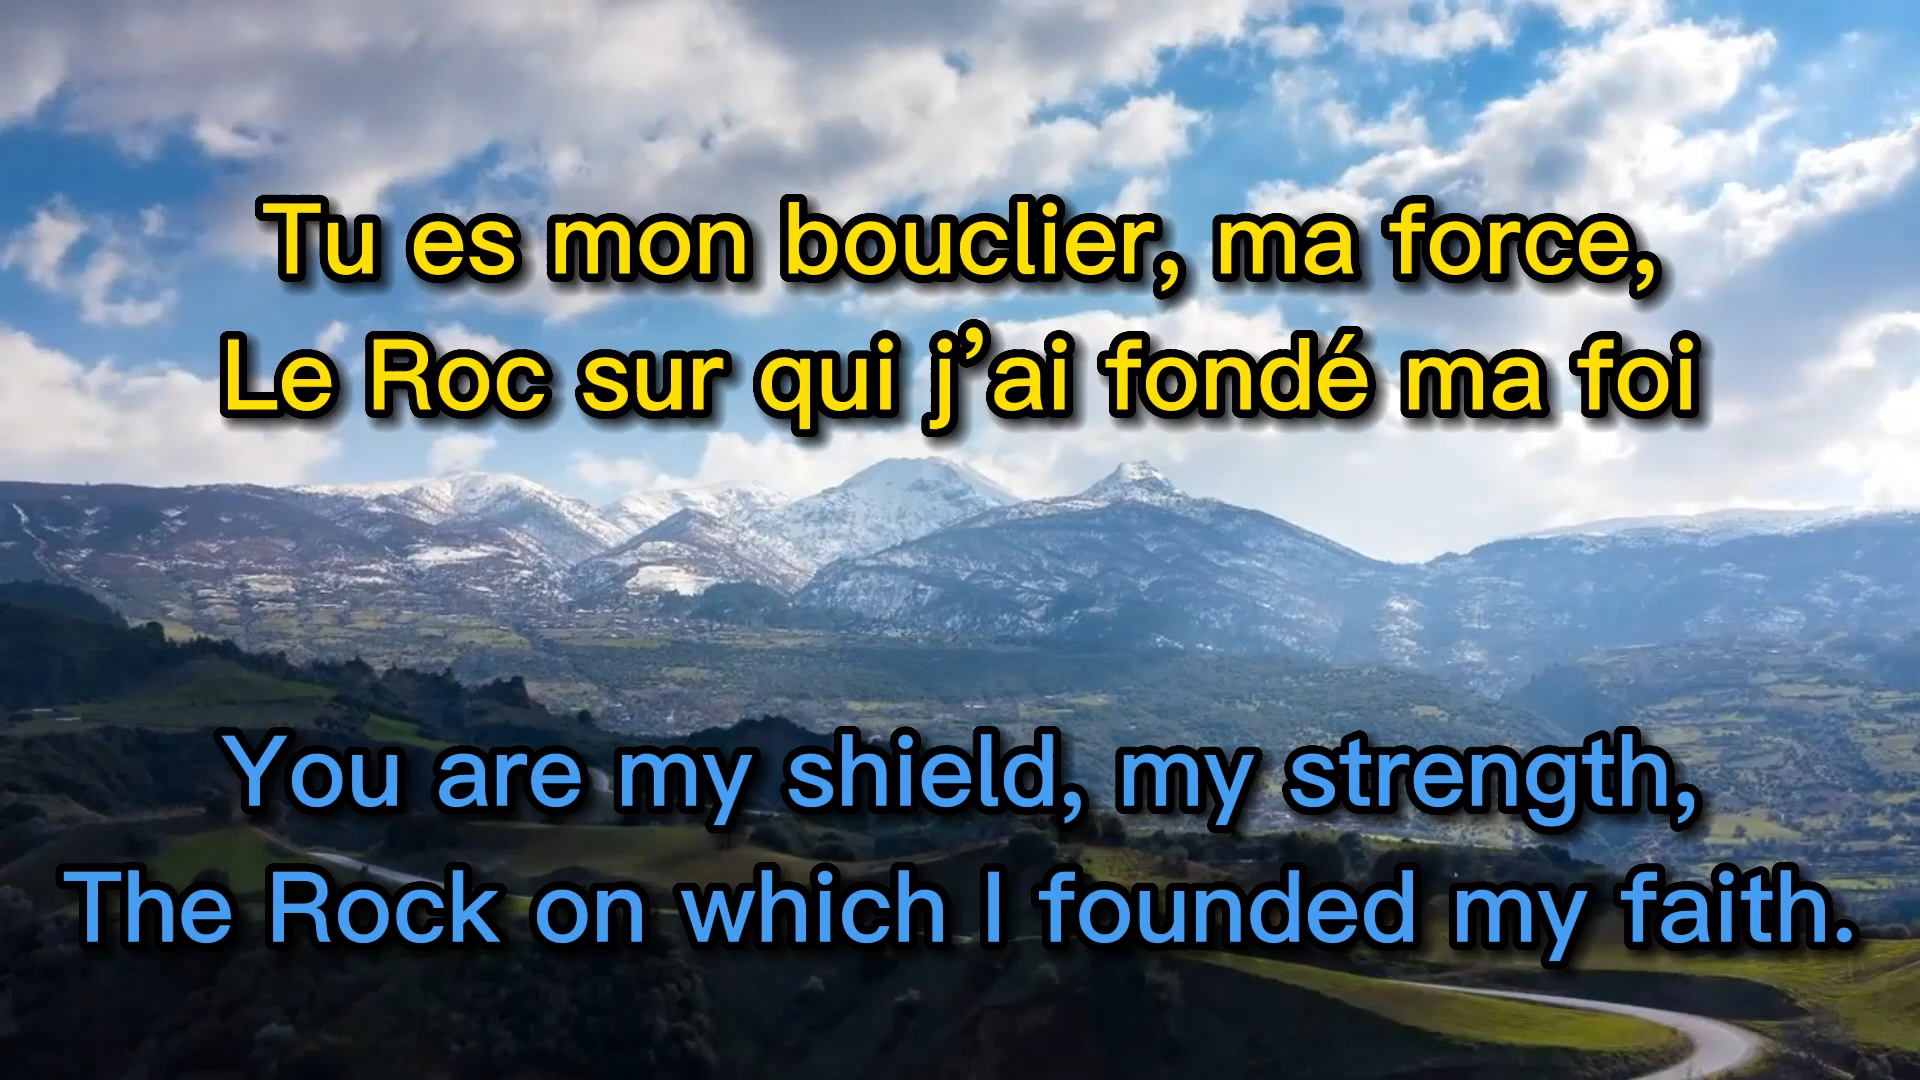 Tu es mon bouclier, ma force,
Le Roc sur qui j’ai fondé ma foi
You are my shield, my strength,
The Rock on which I founded my faith.